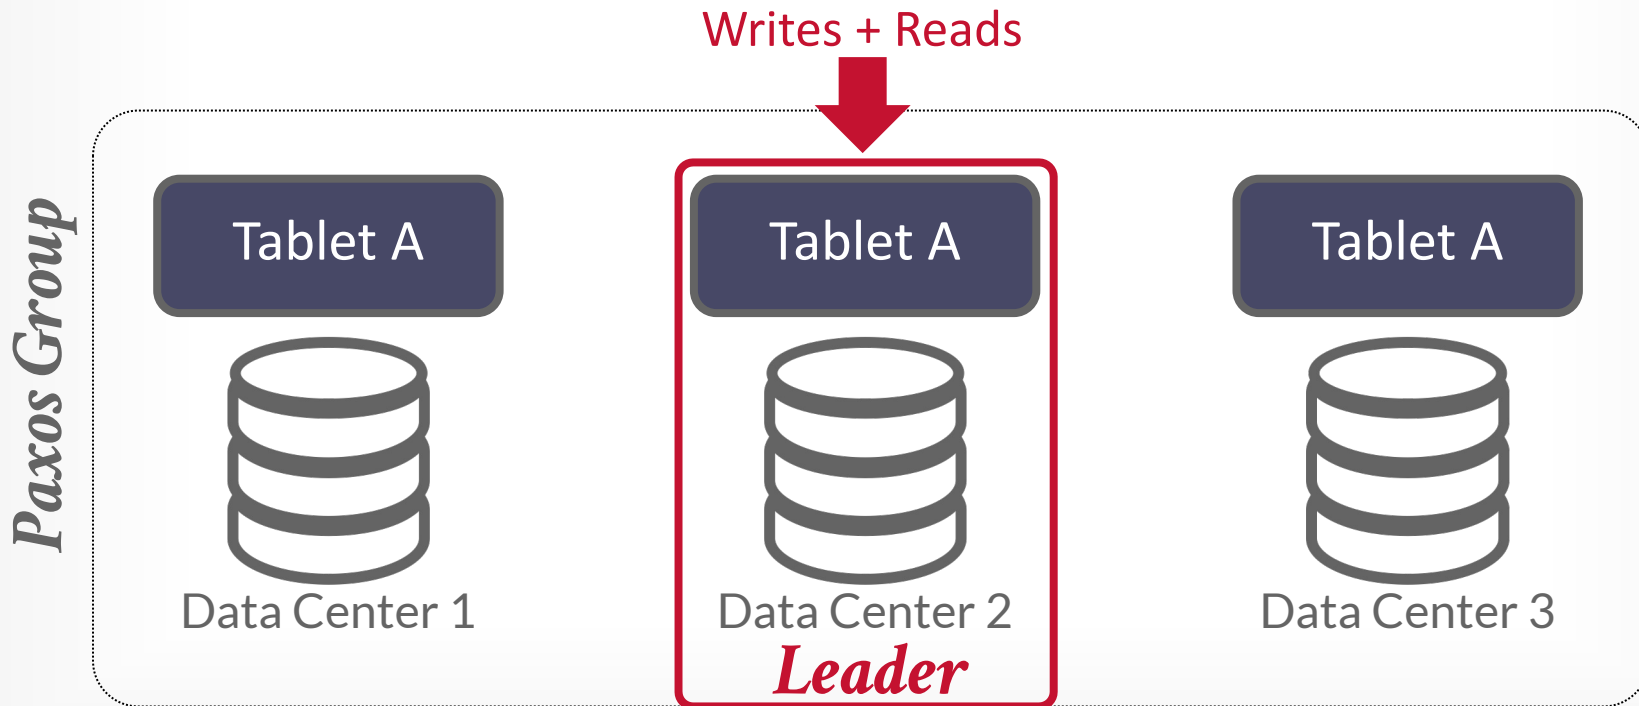 Writes + Reads
Paxos Group
Tablet A
Tablet A
Tablet A
Data Center 1
Data Center 2
Data Center 3
Leader